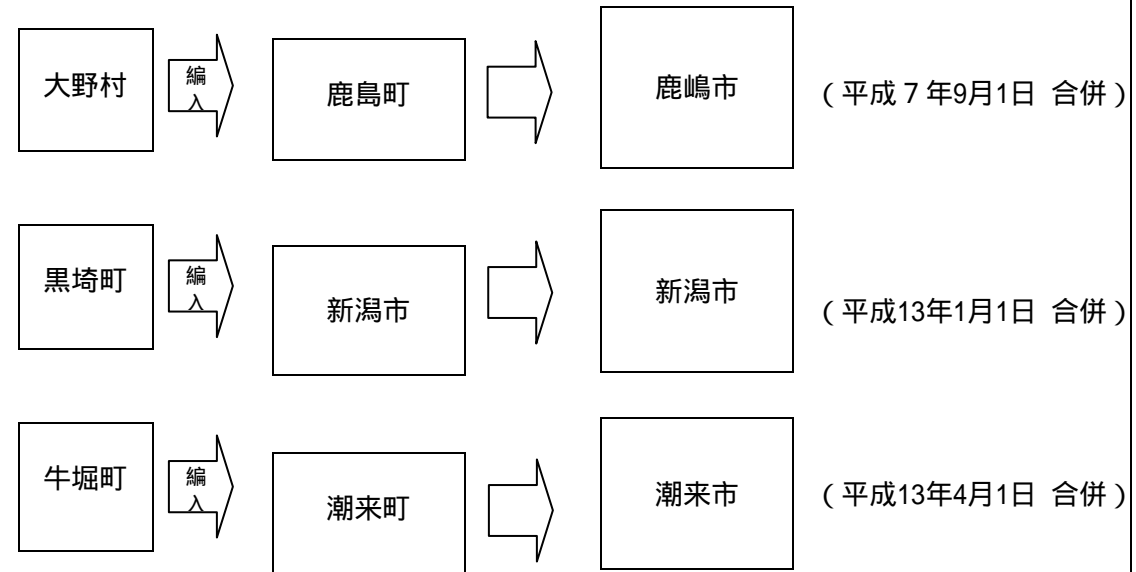 大野村
編
入
鹿島町
鹿嶋市
（平成７年9月1日 合併）
黒埼町
編
入
新潟市
新潟市
（平成13年1月1日 合併）
牛堀町
編
入
潮来町
潮来市
（平成13年4月1日 合併）